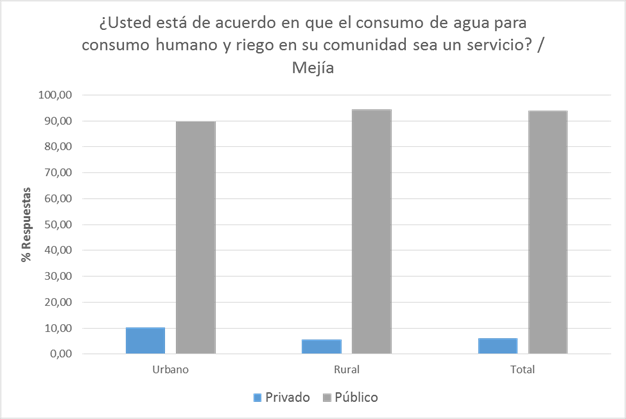 ¿Usted está de acuerdo en que el consumo de agua para
consumo humano y riego en su comunidad sea un servicio? /
Mejía
% Respuestas
100,00
90,00
80,00
70,00
60,00
50,00
40,00
30,00
20,00
10,00
0,00
Urbano Rural Total
Privado Público